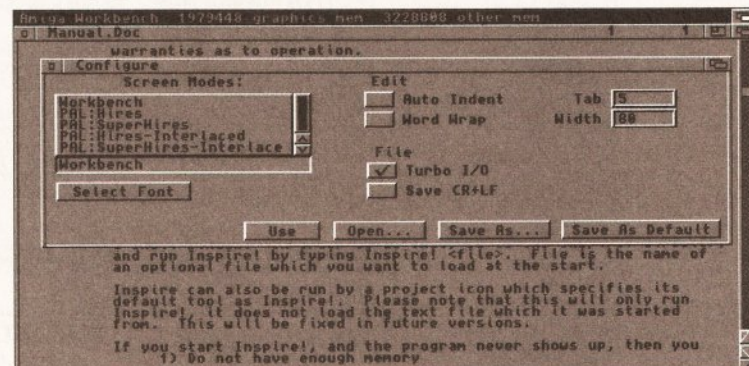 Amiga Workbench 1979448 graphics mem 3228808 other mem
Manual.Doc 1 1
warranties as to operation.
Configure
Screen Modes:
Workbench
PAL:Hires
PAL:SuperHires
PAL:Hires-Interlaced
PAL:SuperHires-Interlace
Workbench
Select Font
Edit
Auto Indent
Word Wrap
Tab 5
Width 80
File
Turbo I/O
Save CR+LF
Use Open... Save As... Save As Default
and run Inspire! by typing Inspire! <file>. File is the name of
an optional file which you want to load at the start.
Inspire can also be run by a project icon which specifies its
default tool as Inspire!. Please note that this will only run
Inspire!, it does not load the text file which it was started
from. This will be fixed in future versions.
If you start Inspire!, and the program never shows up, then you
1) Do not have enough memory